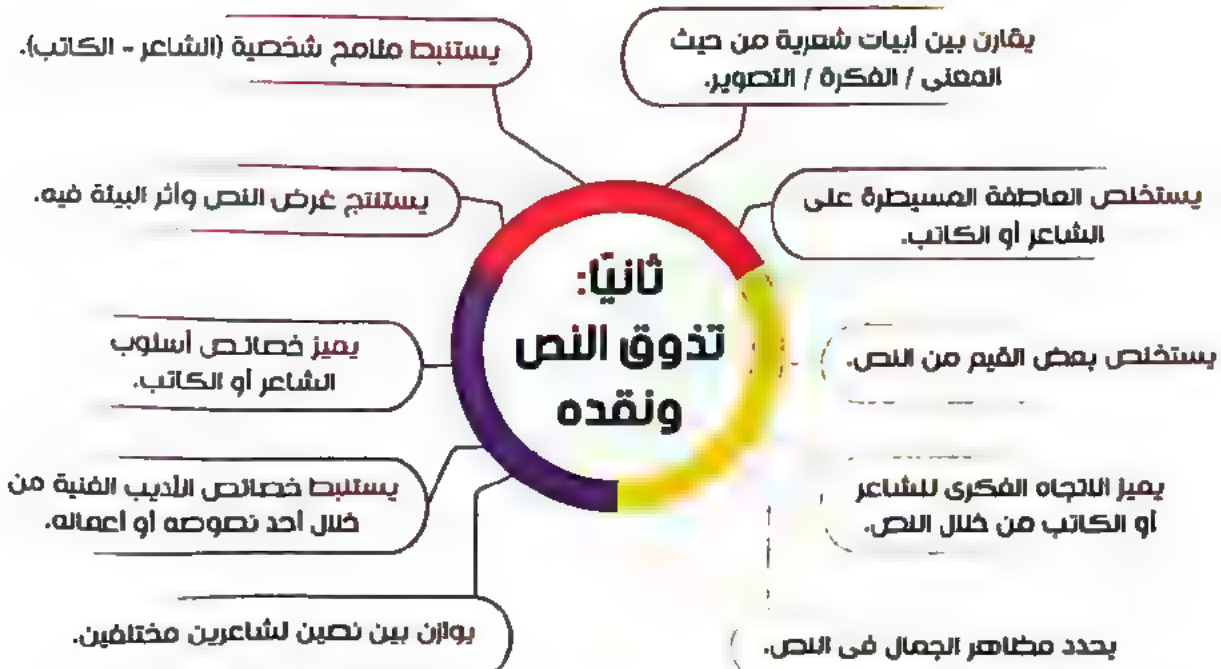 ثانيًا:
تذوق النص
ونقده
يقارن بين أبيات شعرية من حيث
المعنى / الفكرة / التصوير.
يستخلص العاطفة المسيطرة على
الشاعر أو الكاتب.
يستخلص بعض القيم من النص.
يميز الاتجاه الفكرى للشاعر
أو الكاتب من خلال النص.
يحدد مظاهر الجمال فى النص.
يستنبط ملامح شخصية (الشاعر - الكاتب).
يستنتج غرض النص وأثر البيئة فيه.
يميز خصائص أسلوب
الشاعر أو الكاتب.
يستنبط خصائص الأديب الفنية من
خلال أحد نصوصه أو أعماله.
يوازن بين نصين لشاعرين مختلفين.